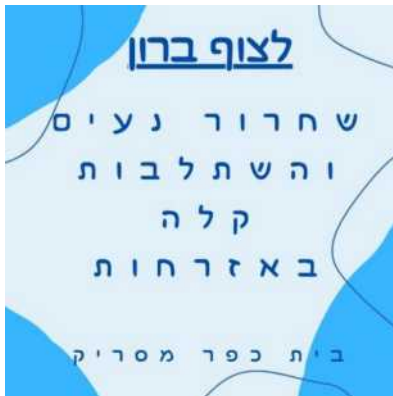 לצוף ברון
שחרור נעים
והשתלבות
קלה
באזרחות
בית כפר מסריק